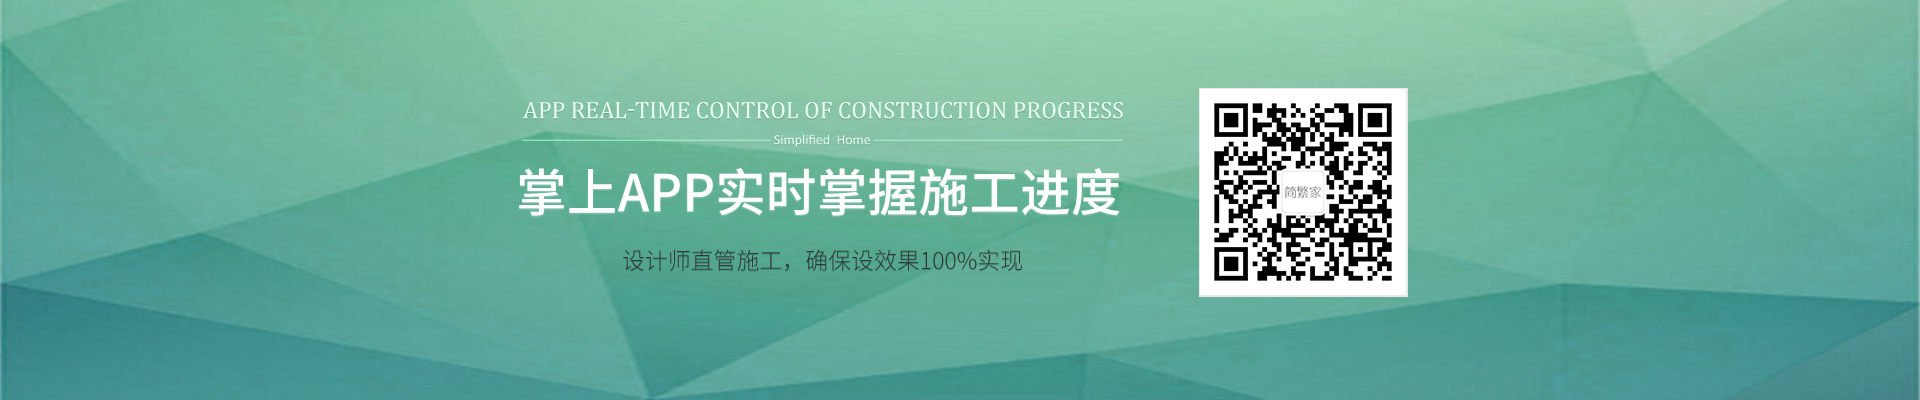 APP REAL-TIME CONTROL OF CONSTRUCTION PROGRESS
Simplified Home
掌上APP实时掌握施工进度
设计师直管施工，确保设效果100%实现
简繁家